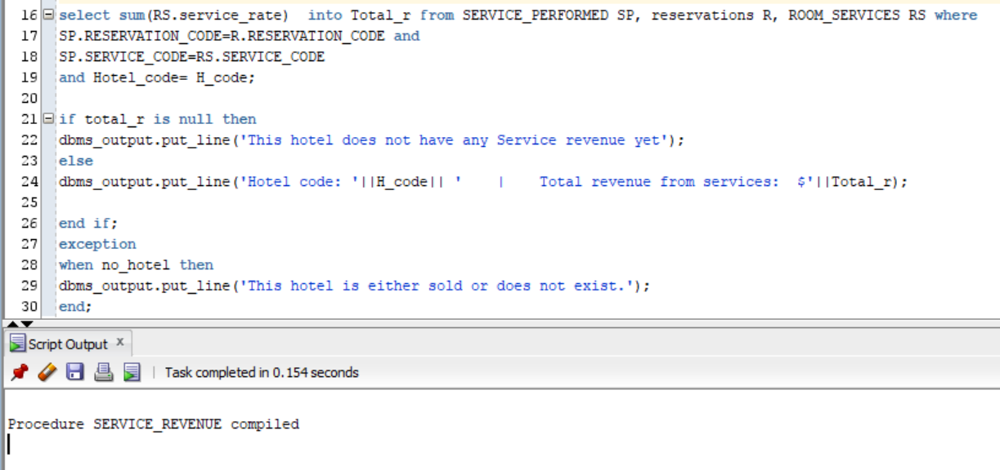 16 select sum(RS.service_rate)  into Total_r from SERVICE_PERFORMED SP, reservations R, ROOM_SERVICES RS where
17 SP.RESERVATION_CODE=R.RESERVATION_CODE and
18 SP.SERVICE_CODE=RS.SERVICE_CODE
19 and Hotel_code= H_code;
20
21 if total_r is null then
22 dbms_output.put_line('This hotel does not have any Service revenue yet');
23 else
24 dbms_output.put_line('Hotel code: '||H_code|| '    |    Total revenue from services:  $'||Total_r);
25
26 end if;
27 exception
28 when no_hotel then
29 dbms_output.put_line('This hotel is either sold or does not exist.');
30 end;
Script Output x
| Task completed in 0.154 seconds
Procedure SERVICE_REVENUE compiled